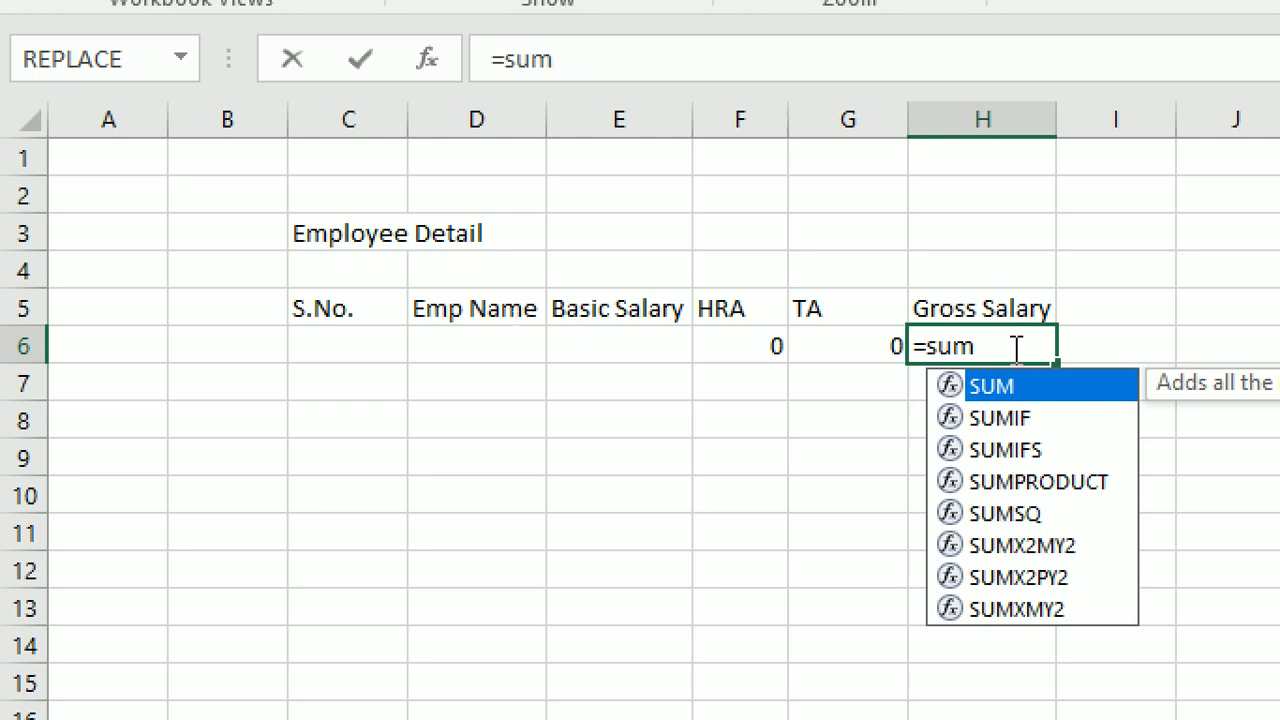 Workbook Views Show Zoom
REPLACE =sum
A B C D E F G H I J
1
2
3 Employee Detail
4
5 S.No. Emp Name Basic Salary HRA TA Gross Salary
6 0 0 =sum
7 SUM Adds all the
8 SUMIF
9 SUMIFS
10 SUMPRODUCT
11 SUMSQ
12 SUMX2MY2
SUMX2PY2
13 SUMXMY2
14
15
16